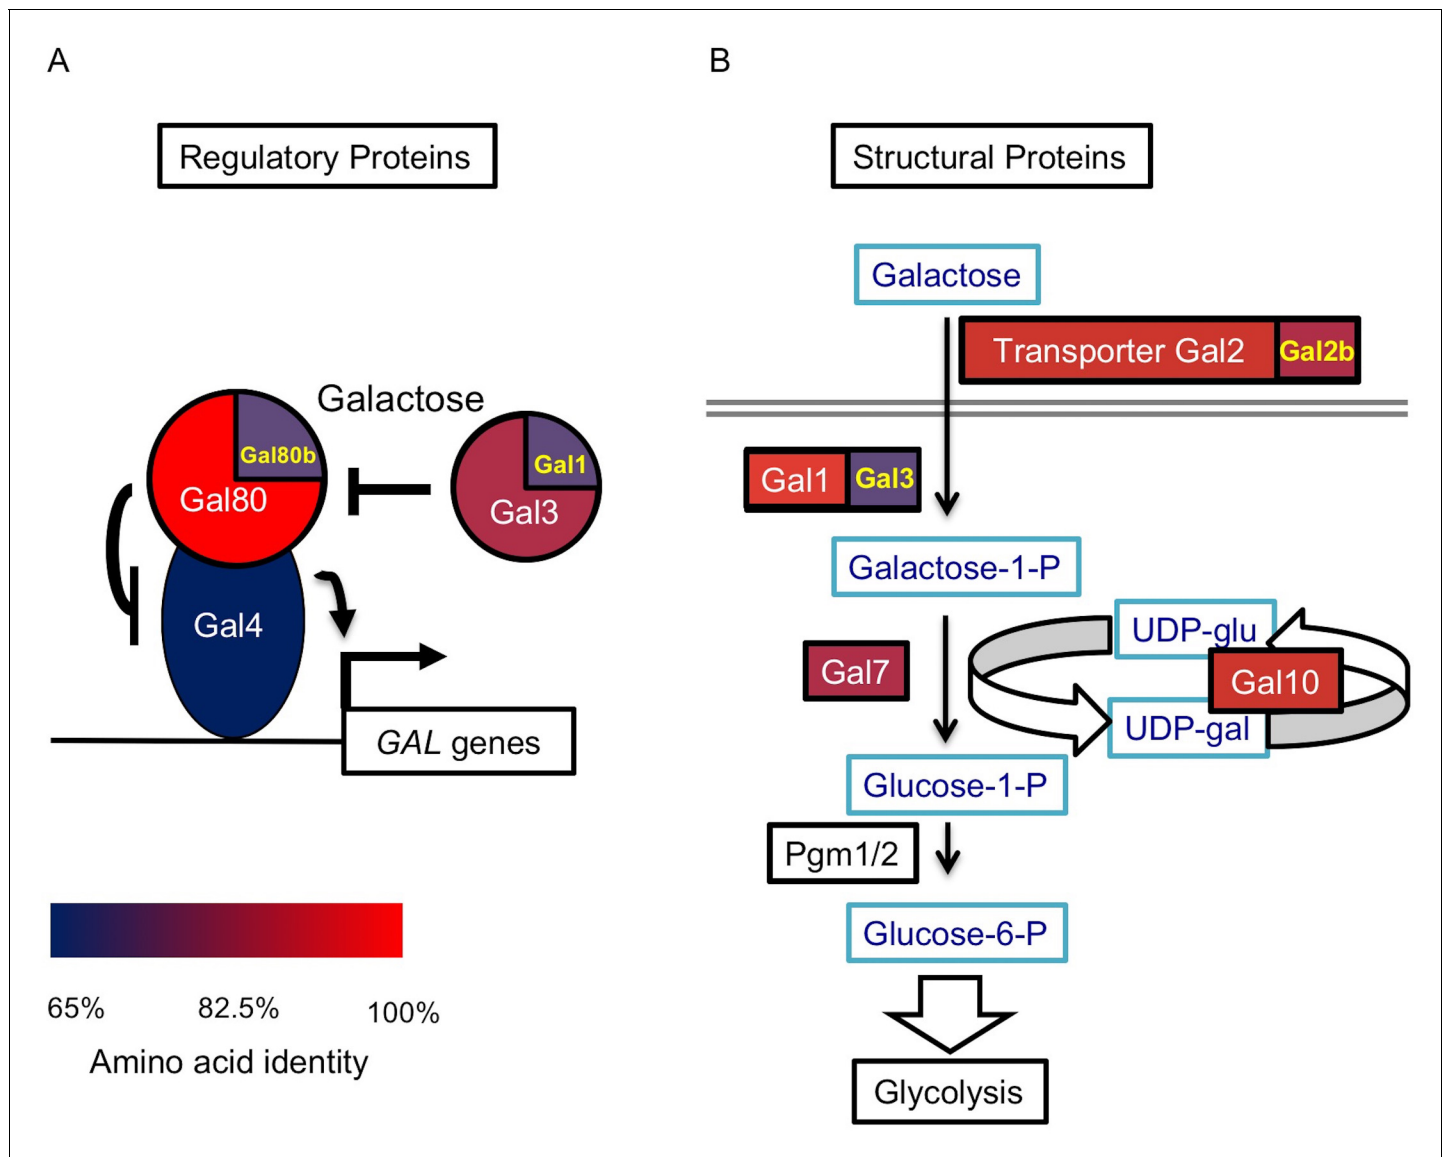 A
Regulatory Proteins
Galactose
Gal80b
Gal80
Gal1
Gal3
Gal4
GAL genes
65%
82.5%
100%
Amino acid identity
B
Structural Proteins
Galactose
Transporter Gal2
Gal2b
Gal1
Gal3
Galactose-1-P
UDP-glu
Gal7
Gal10
UDP-gal
Glucose-1-P
Pgm1/2
Glucose-6-P
Glycolysis